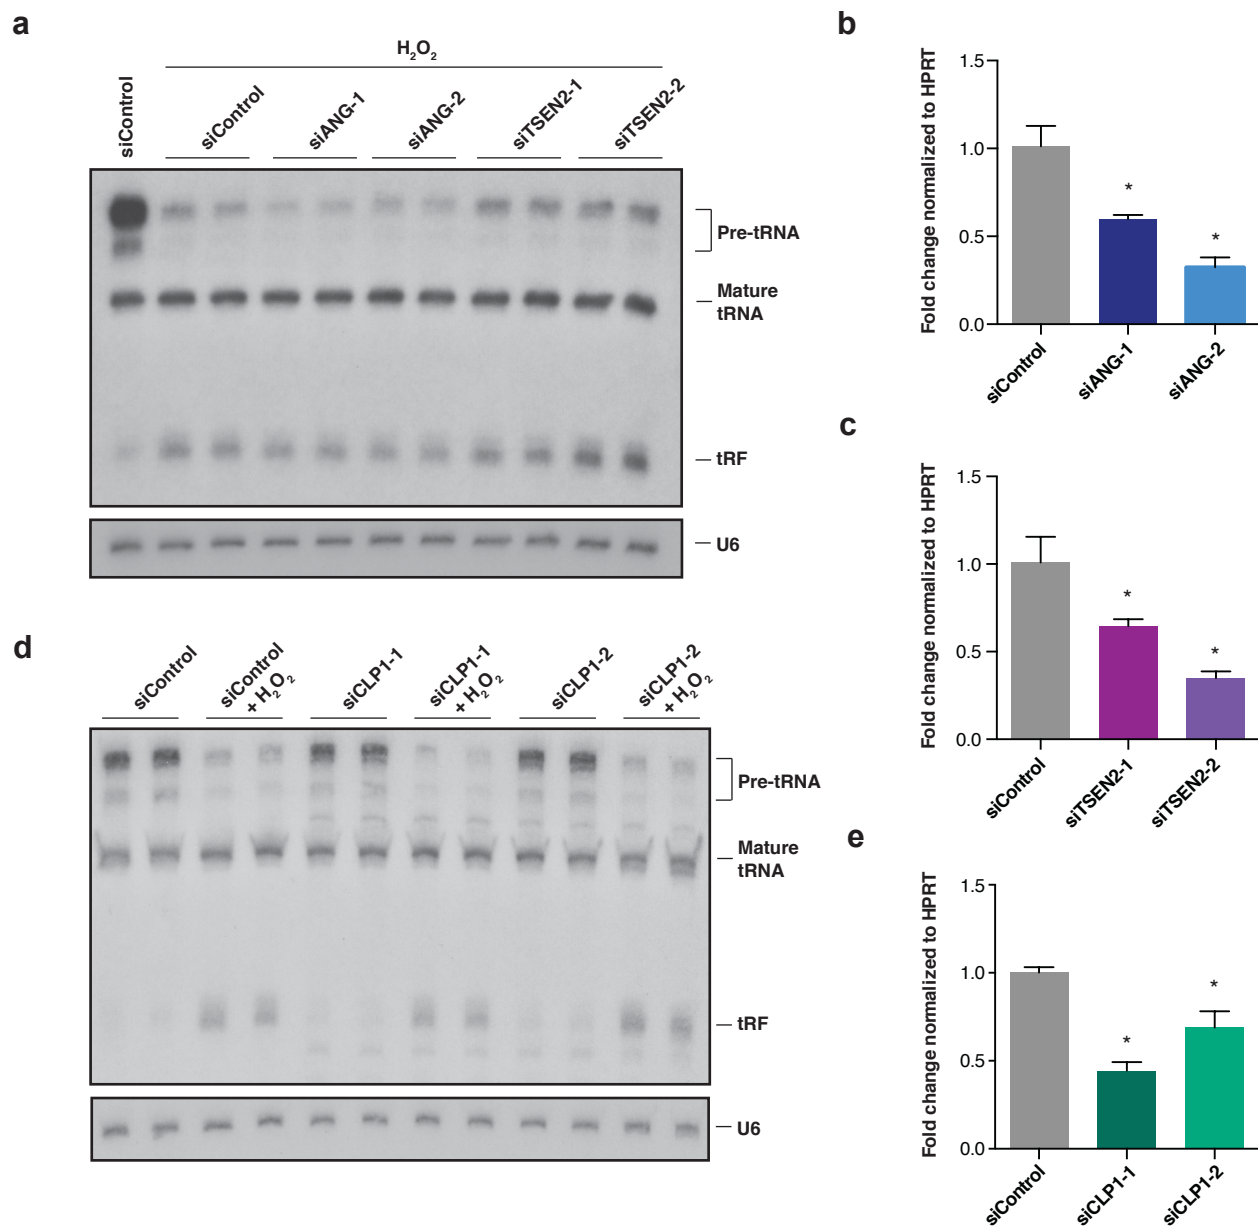 a
H₂O₂
siControl
siControl
siANG-1
siANG-2
siTSEN2-1
siTSEN2-2
Pre-tRNA
Mature
tRNA
tRF
U6
b
Fold change normalized to HPRT
1.5
1.0
0.5
0.0
*
*
siControl
siANG-1
siANG-2
c
Fold change normalized to HPRT
1.5
1.0
0.5
0.0
*
*
siControl
siTSEN2-1
siTSEN2-2
d
siControl
siControl
+ H₂O₂
siCLP1-1
siCLP1-1
+ H₂O₂
siCLP1-2
siCLP1-2
+ H₂O₂
Pre-tRNA
Mature
tRNA
tRF
U6
e
Fold change normalized to HPRT
1.5
1.0
0.5
0.0
*
*
siControl
siCLP1-1
siCLP1-2